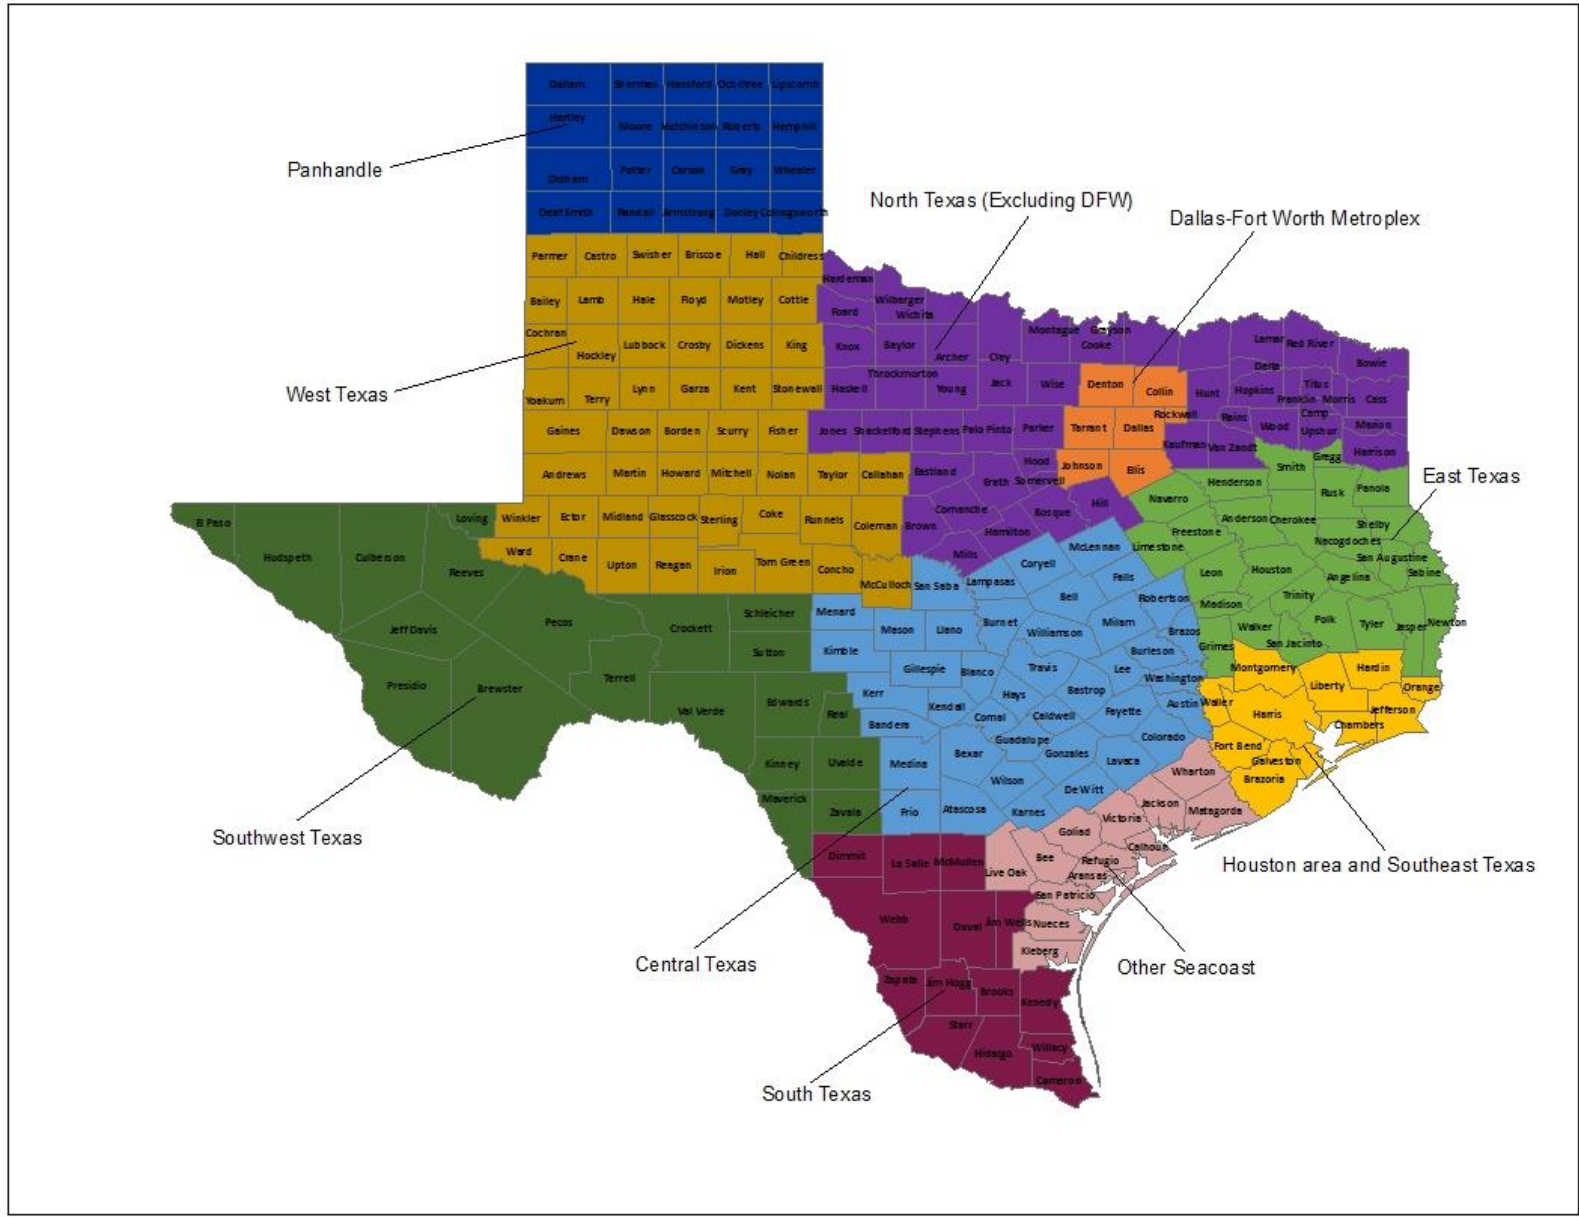 Dallam Sherman Hansford Ochiltree Lipscomb
Hartley Moore Hutchinson Roberts Hemphill
Panhandle
Oldham Potter Carson Gray Wheeler
Deaf Smith Randall Armstrong Donley Collingsworth
North Texas (Excluding DFW)
Dallas-Fort Worth Metroplex
Parmer Castro Swisher Briscoe Hall Childress
Hardeman
Bailey Lamb Hale Floyd Motley Cottle
Foard Wilbarger Wichita
Cochran Hockley Lubbock Crosby Dickens King
Knox Baylor Archer Clay Montague Cooke Grayson
Lamar Red River Bowie
Delta
West Texas
Yoakum Terry Lynn Garza Kent Stonewall
Haskell Throckmorton Young Jack Wise Denton Collin
Hunt Hopkins Franklin Titus Morris Cass
Rockwall Rains Wood Camp Upshur Marion
Gaines Dawson Borden Scurry Fisher
Jones Shackelford Stephens Palo Pinto Parker Tarrant Dallas
Kaufman Van Zandt Harrison
Andrews Martin Howard Mitchell Nolan Taylor Callahan
Eastland Erath Hood Somervell Johnson Ellis
Henderson Smith Gregg Rusk Panola
East Texas
El Paso Loving Winkler Ector Midland Glasscock Sterling Coke Runnels Coleman
Brown Comanche Hamilton Bosque Hill Navarro
Freestone Anderson Cherokee Shelby
Nacogdoches San Augustine Sabine
Hudspeth Culberson Reeves
Ward Crane Upton Reagan Irion Tom Green Concho McCulloch
Mills San Saba Lampasas Coryell McLennan Limestone
Falls Leon Houston Angelina
Jeff Davis Pecos Crockett Schleicher Menard
Mason Llano Burnet Bell Williamson Milam Robertson Brazos
Madison Trinity Walker Polk Tyler Jasper Newton
Grimes San Jacinto
Sutton Kimble Gillespie Blanco Travis Lee Burleson Washington
Montgomery Hardin Liberty Orange
Presidio Brewster Terrell Val Verde Edwards Real
Kerr Bandera Kendall Comal Hays Caldwell Bastrop Fayette Austin
Waller Harris Chambers Jefferson
Kinney Uvalde Medina Bexar Guadalupe Gonzales Lavaca Colorado
Fort Bend Galveston Brazoria
Maverick Zavala Frio Atascosa Wilson Karnes De Witt
Wharton Jackson Matagorda
Southwest Texas
Victoria Goliad Calhoun
Dimmit La Salle McMullen Live Oak Bee Refugio Aransas
Houston area and Southeast Texas
San Patricio
Webb Duval Jim Wells Nueces
Kleberg
Central Texas
Other Seacoast
Zapata Jim Hogg Brooks Kenedy
Starr Hidalgo Willacy
Cameron
South Texas